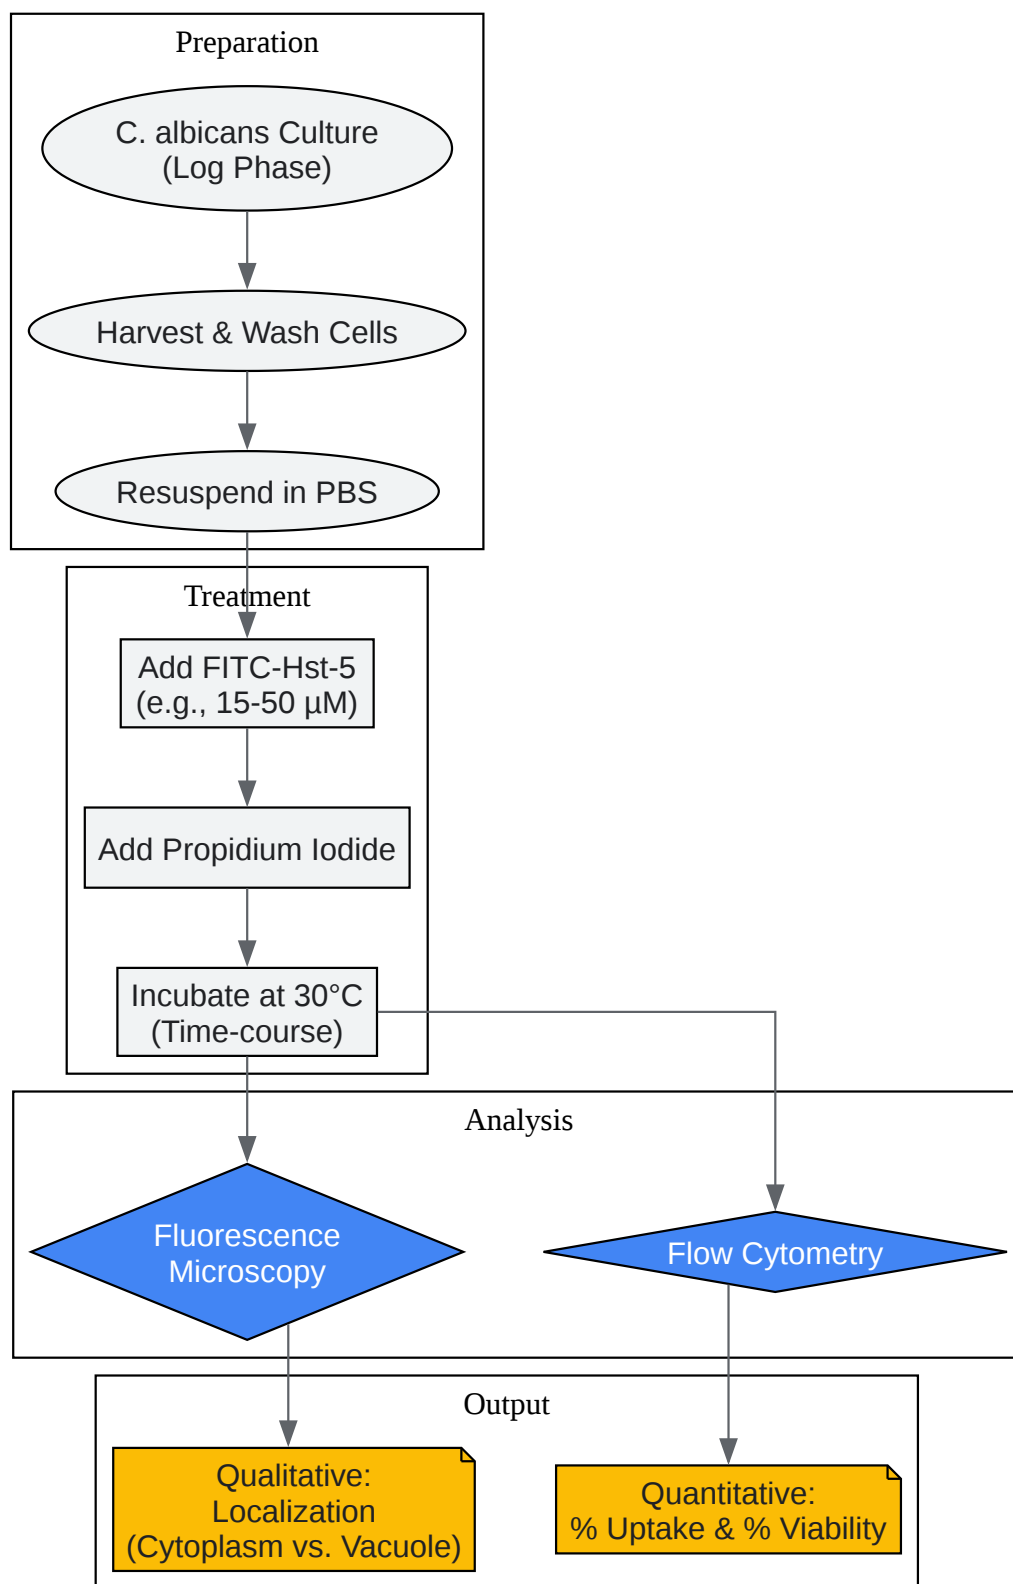 Preparation
C. albicans Culture
(Log Phase)
Harvest & Wash Cells
Resuspend in PBS
Treatment
Add FITC-Hst-5
(e.g., 15-50 µM)
Add Propidium Iodide
Incubate at 30°C
(Time-course)
Analysis
Fluorescence
Microscopy
Flow Cytometry
Output
Qualitative:
Localization
(Cytoplasm vs. Vacuole)
Quantitative:
% Uptake & % Viability